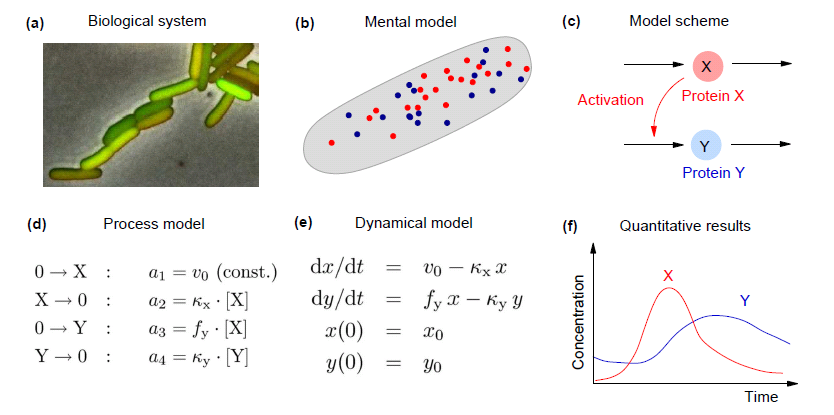 (a) Biological system
(b) Mental model
(c) Model scheme
X
Activation
Protein X
Y
Protein Y
(d) Process model
0 → X : a₁ = v₀ (const.)
X → 0 : a₂ = κₓ · [X]
0 → Y : a₃ = f_y · [X]
Y → 0 : a₄ = κ_y · [Y]
(e) Dynamical model
dx/dt = v₀ − κₓ x
dy/dt = f_y x − κ_y y
x(0) = x₀
y(0) = y₀
(f) Quantitative results
X
Y
Concentration
Time